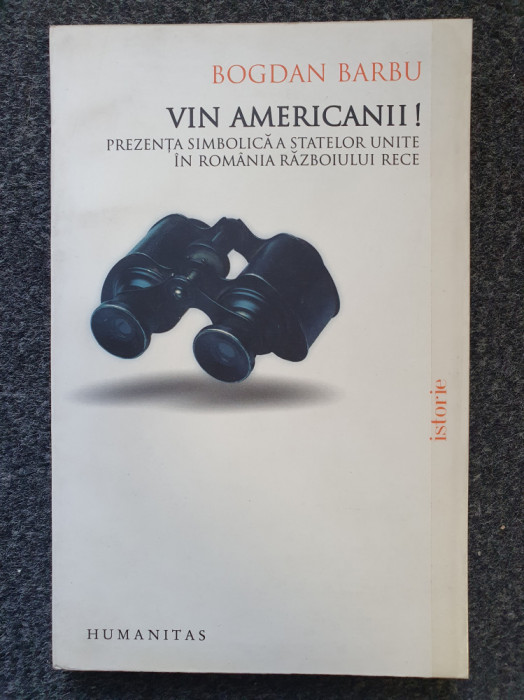 BOGDAN BARBU
VIN AMERICANII!
PREZENȚA SIMBOLICĂ A STATELOR UNITE
ÎN ROMÂNIA RĂZBOIULUI RECE
istorie
HUMANITAS